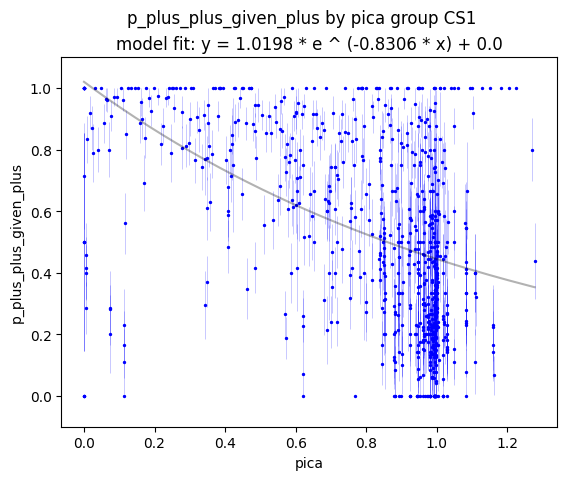 p_plus_plus_given_plus by pica group CS1
model fit: y = 1.0198 * e ^ (-0.8306 * x) + 0.0
p_plus_plus_given_plus
1.0
0.8
0.6
0.4
0.2
0.0
0.0 0.2 0.4 0.6 0.8 1.0 1.2
pica